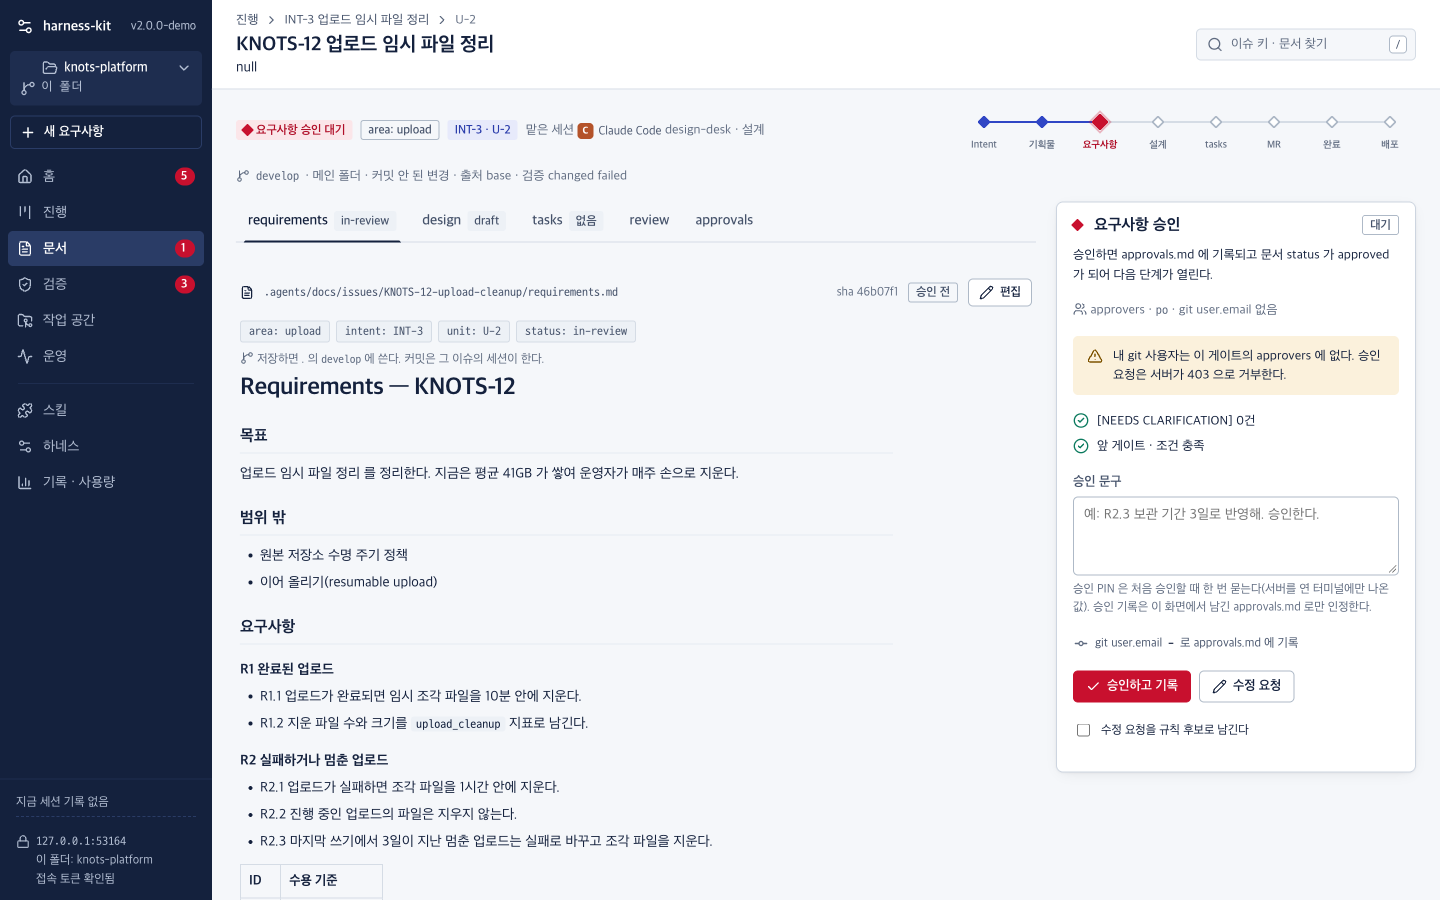 harness-kit v2.0.0-demo
knots-platform
이 폴더
새 요구사항
홈 5
진행
문서 1
검증 3
작업 공간
운영
스킬
하네스
기록 · 사용량
지금 세션 기록 없음
127.0.0.1:53164
이 폴더: knots-platform
접속 토큰 확인됨
진행 > INT-3 업로드 임시 파일 정리 > U-2
KNOTS-12 업로드 임시 파일 정리
null
이슈 키 · 문서 찾기 /
요구사항 승인 대기 area: upload INT-3 · U-2 맡은 세션 C Claude Code design-desk · 설계
Intent 기획물 요구사항 설계 tasks MR 완료 배포
develop · 메인 폴더 · 커밋 안 된 변경 · 출처 base · 검증 changed failed
requirements in-review design draft tasks 없음 review approvals
.agents/docs/issues/KNOTS-12-upload-cleanup/requirements.md sha 46b07f1 승인 전 편집
area: upload intent: INT-3 unit: U-2 status: in-review
저장하면 . 의 develop 에 쓴다. 커밋은 그 이슈의 세션이 한다.
Requirements — KNOTS-12
목표
업로드 임시 파일 정리 를 정리한다. 지금은 평균 41GB 가 쌓여 운영자가 매주 손으로 지운다.
범위 밖
• 원본 저장소 수명 주기 정책
• 이어 올리기(resumable upload)
요구사항
R1 완료된 업로드
• R1.1 업로드가 완료되면 임시 조각 파일을 10분 안에 지운다.
• R1.2 지운 파일 수와 크기를 upload_cleanup 지표로 남긴다.
R2 실패하거나 멈춘 업로드
• R2.1 업로드가 실패하면 조각 파일을 1시간 안에 지운다.
• R2.2 진행 중인 업로드의 파일은 지우지 않는다.
• R2.3 마지막 쓰기에서 3일이 지난 멈춘 업로드는 실패로 바꾸고 조각 파일을 지운다.
ID 수용 기준
요구사항 승인 대기
승인하면 approvals.md 에 기록되고 문서 status 가 approved
가 되어 다음 단계가 열린다.
approvers · po · git user.email 없음
내 git 사용자는 이 게이트의 approvers 에 없다. 승인
요청은 서버가 403 으로 거부한다.
[NEEDS CLARIFICATION] 0건
앞 게이트 · 조건 충족
승인 문구
예: R2.3 보관 기간 3일로 반영해. 승인한다.
승인 PIN 은 처음 승인할 때 한 번 묻는다(서버를 연 터미널에만 나온
값). 승인 기록은 이 화면에서 남긴 approvals.md 로만 인정한다.
git user.email - 로 approvals.md 에 기록
승인하고 기록 수정 요청
수정 요청을 규칙 후보로 남긴다